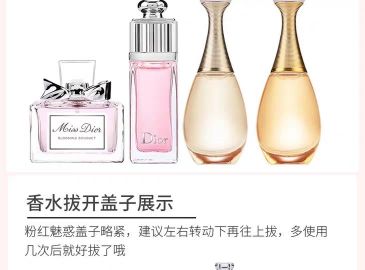 Miss Dior
BLOOMING BOUQUET
Dior
香水拔开盖子展示
粉红魅惑盖子略紧，建议左右转动下再往上拔，多使用
几次后就好拔了哦